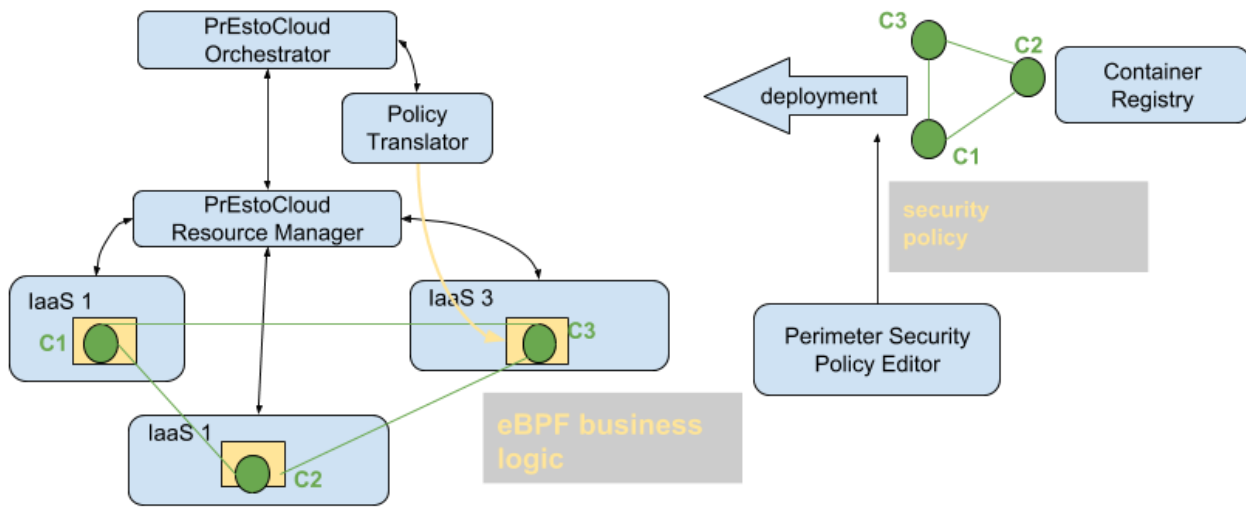 PrEstoCloud
Orchestrator
Policy
Translator
PrEstoCloud
Resource Manager
IaaS 1
C1
IaaS 3
C3
IaaS 1
C2
eBPF business
logic
deployment
C3
C2
C1
Container
Registry
security
policy
Perimeter Security
Policy Editor